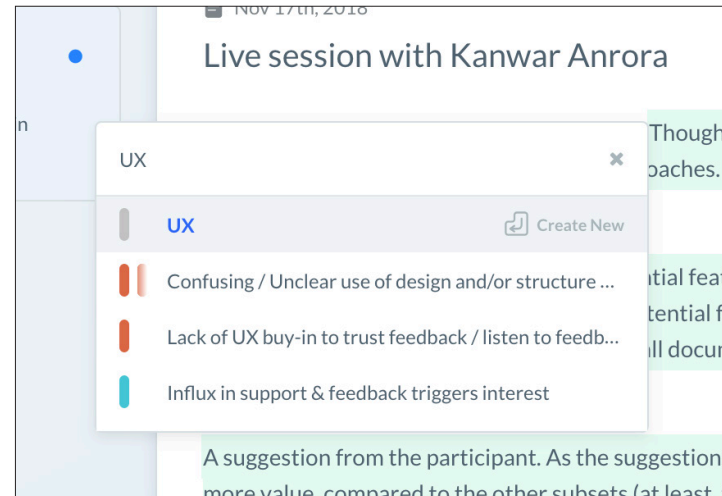 Nov 17th, 2018
Live session with Kanwar Anrora
n
Though
oaches.
UX
UX Create New
Confusing / Unclear use of design and/or structure ...
Lack of UX buy-in to trust feedback / listen to feedb...
Influx in support & feedback triggers interest
ntial feat
tential f
ll docum
A suggestion from the participant. As the suggestion
more value, compared to the other subsets (at least